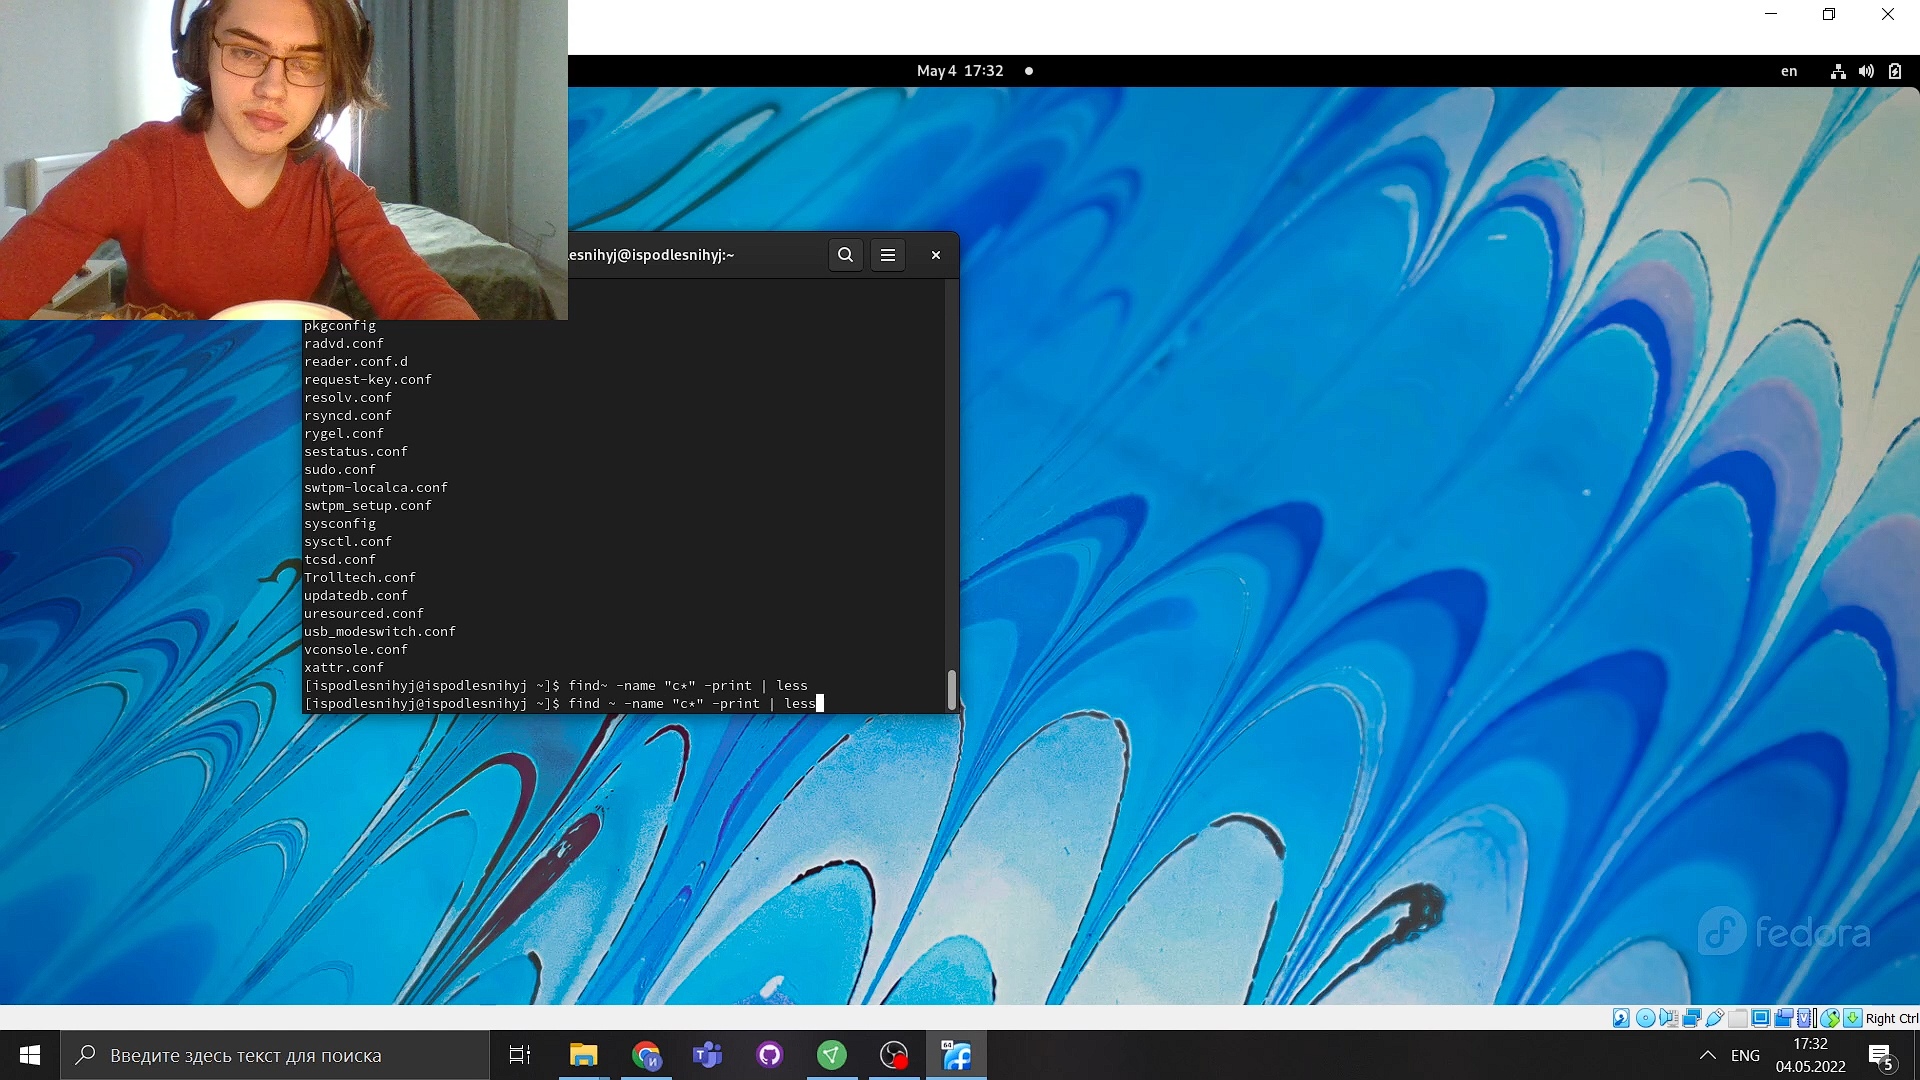 May 4 17:32
en
esnihyj@ispodlesnihyj:~
pkgconfig
radvd.conf
reader.conf.d
request-key.conf
resolv.conf
rsyncd.conf
rygel.conf
sestatus.conf
sudo.conf
swtpm-localca.conf
swtpm_setup.conf
sysconfig
sysctl.conf
tcsd.conf
Trolltech.conf
updatedb.conf
uresourced.conf
usb_modeswitch.conf
vconsole.conf
xattr.conf
[ispodlesnihyj@ispodlesnihyj ~]$ find~ -name "c*" -print | less
[ispodlesnihyj@ispodlesnihyj ~]$ find ~ -name "c*" -print | less
fedora
Right Ctrl
Введите здесь текст для поиска
64
ENG
17:32
04.05.2022
5